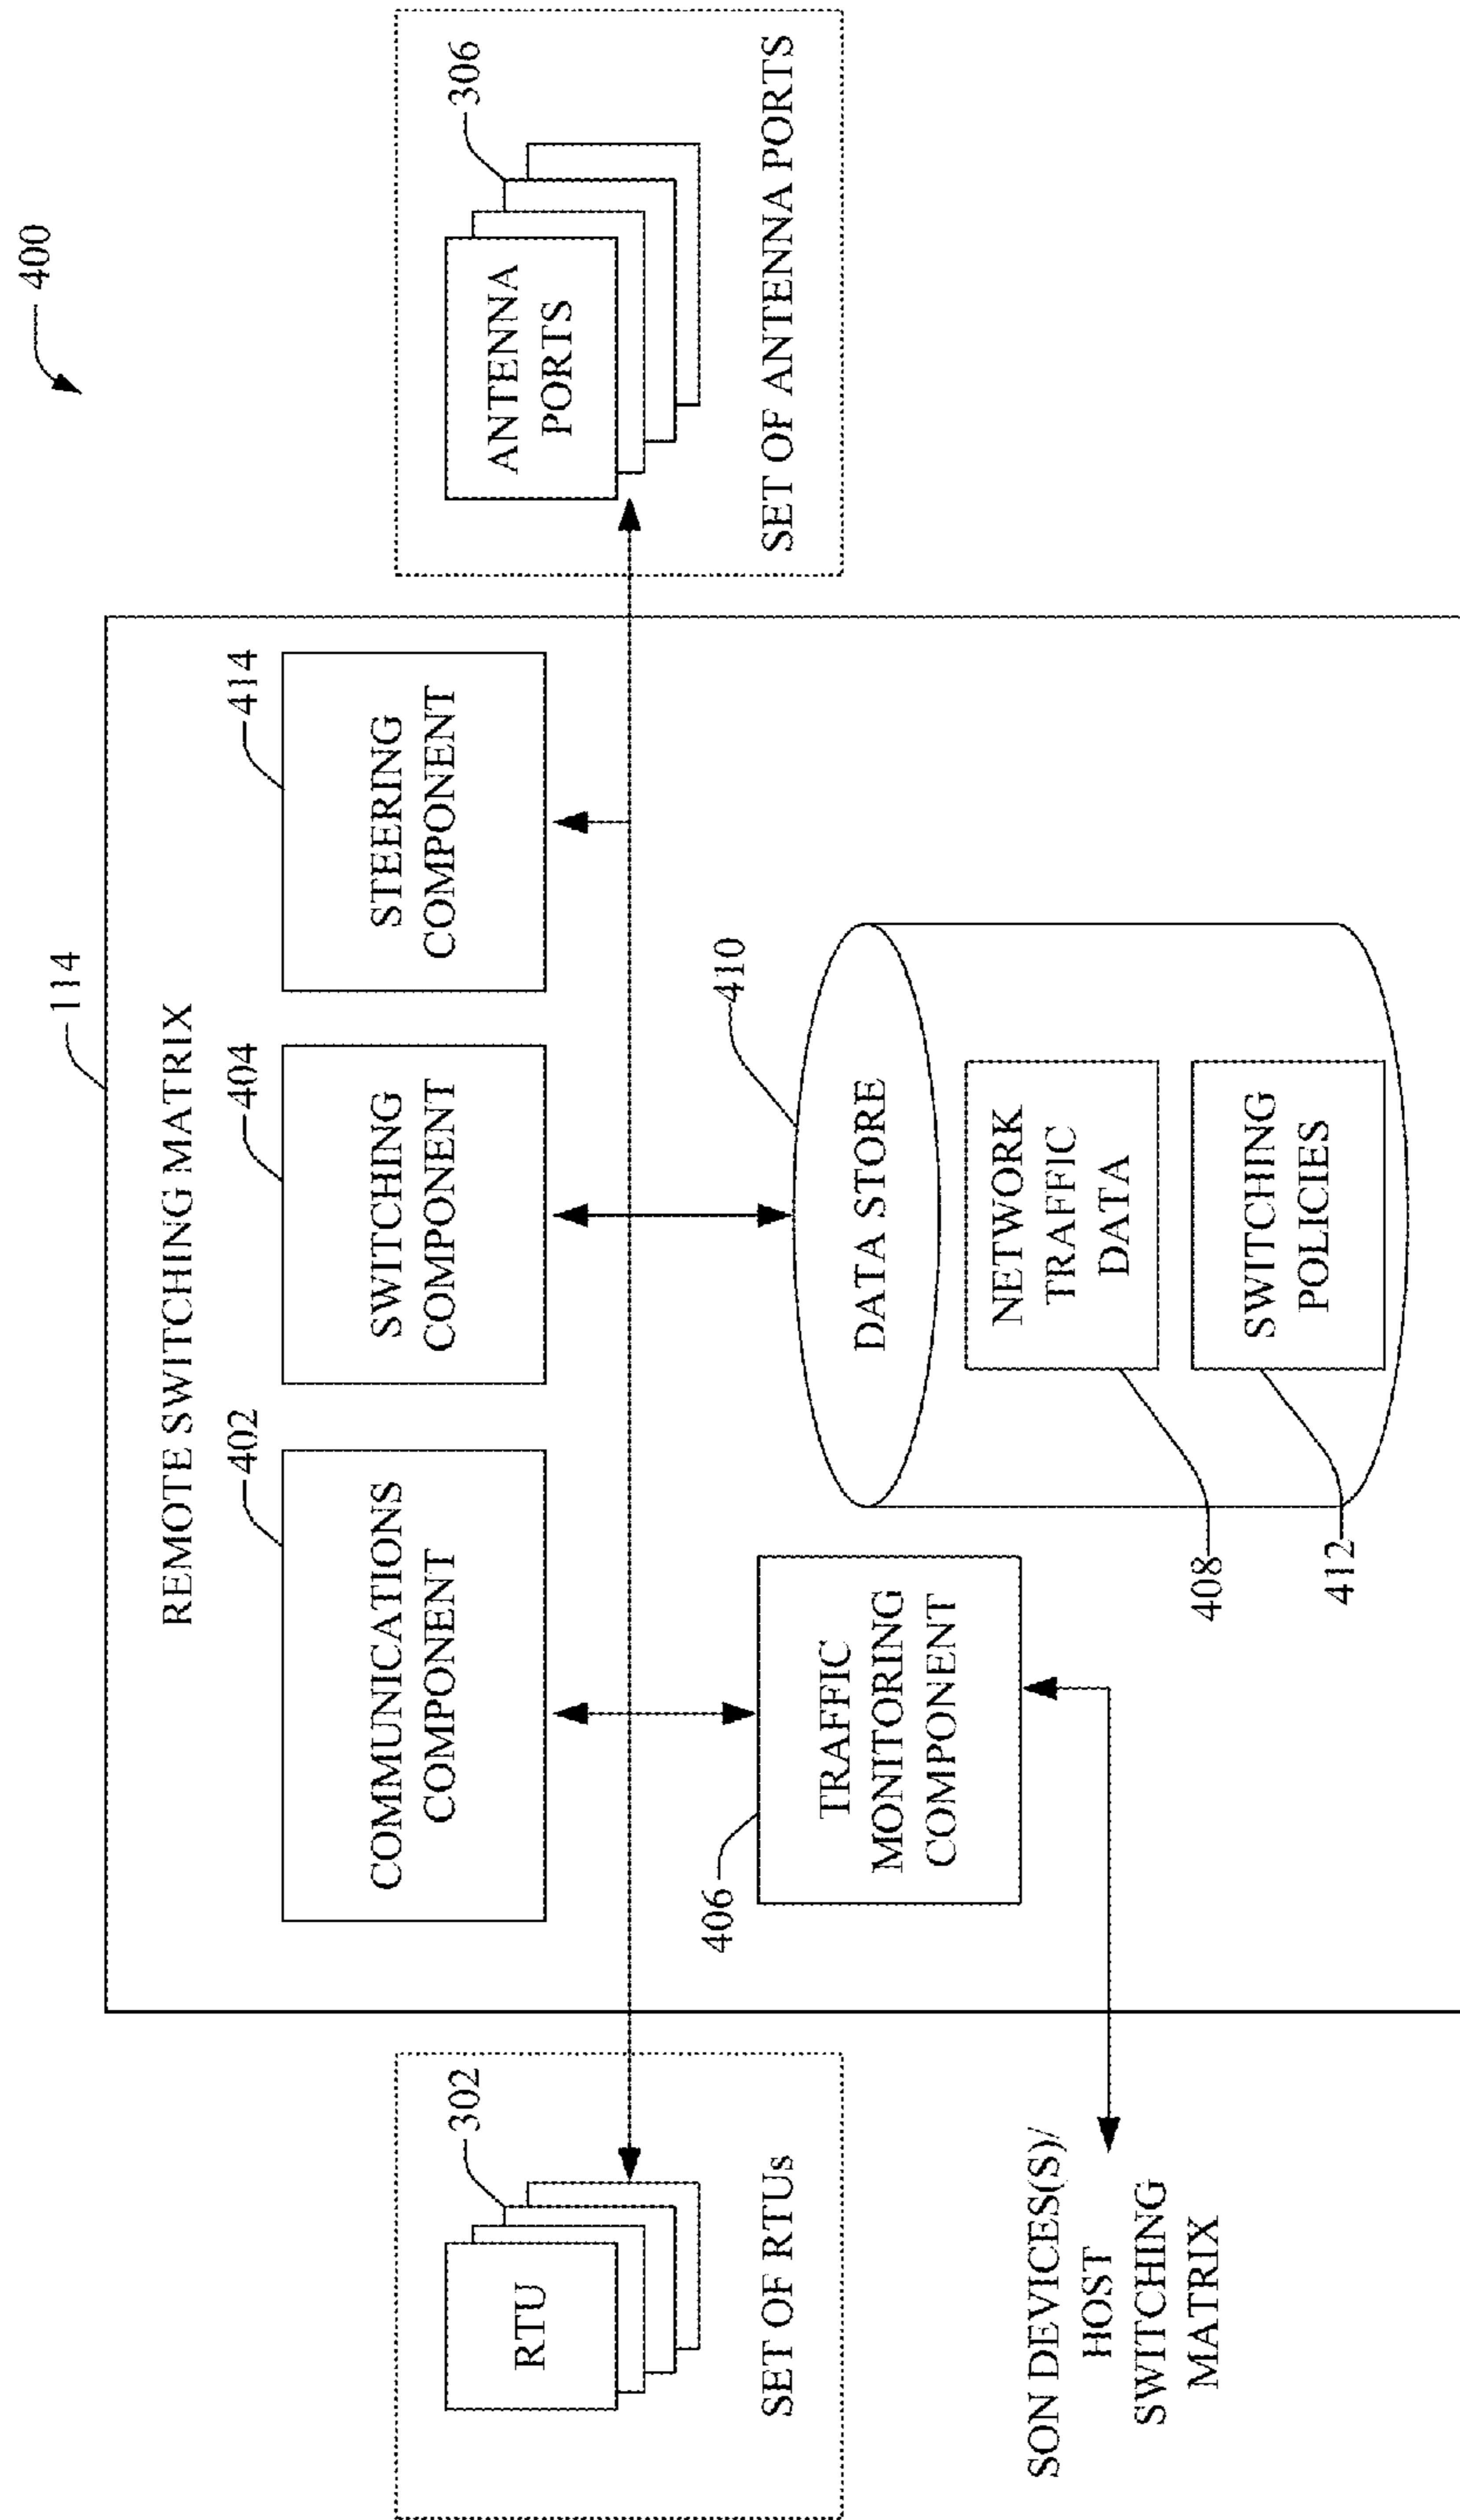 400
114
REMOTE SWITCHING MATRIX
402
404
414
COMMUNICATIONS
COMPONENT
SWITCHING
COMPONENT
STEERING
COMPONENT
302
RTU
SET OF RTUs
306
ANTENNA
PORTS
SET OF ANTENNA PORTS
406
TRAFFIC
MONITORING
COMPONENT
410
DATA STORE
NETWORK
TRAFFIC
DATA
408
SWITCHING
POLICIES
412
SON DEVICES(S)/
HOST
SWITCHING
MATRIX